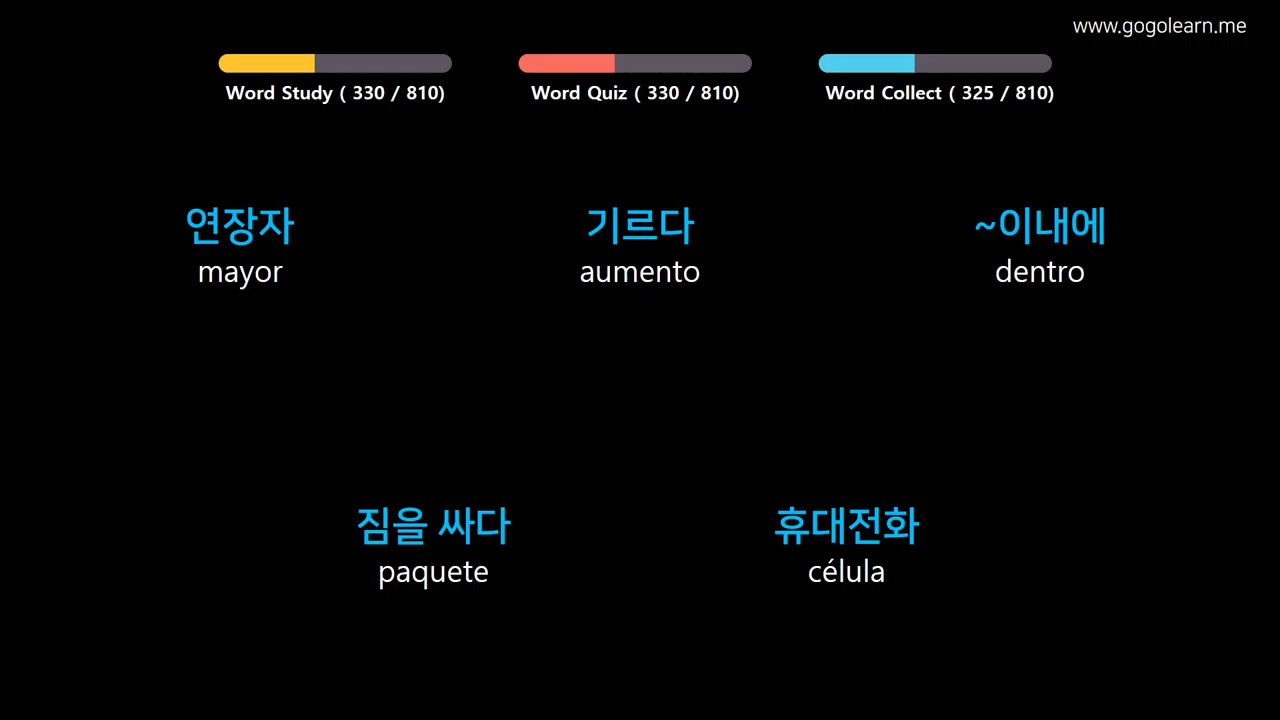 www.gogolearn.me
Word Study ( 330 / 810)
Word Quiz ( 330 / 810)
Word Collect ( 325 / 810)
연장자
mayor
기르다
aumento
~이내에
dentro
짐을 싸다
paquete
휴대전화
célula